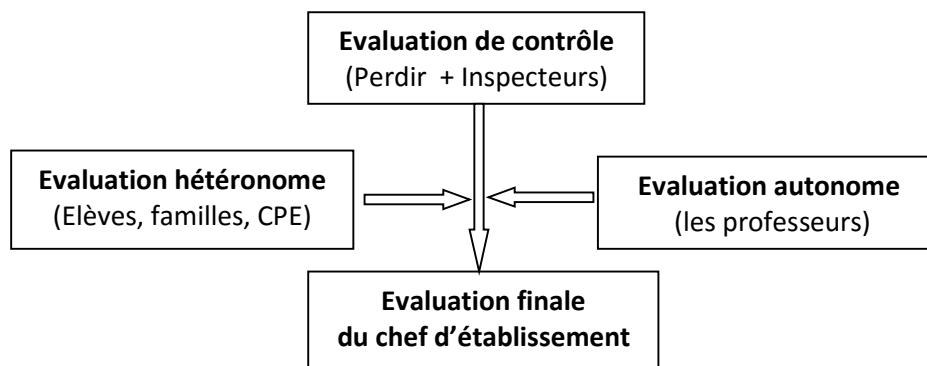 Evaluation de contrôle
(Perdir + Inspecteurs)
Evaluation hétéronome
(Elèves, familles, CPE)
Evaluation autonome
(les professeurs)
Evaluation finale
du chef d’établissement